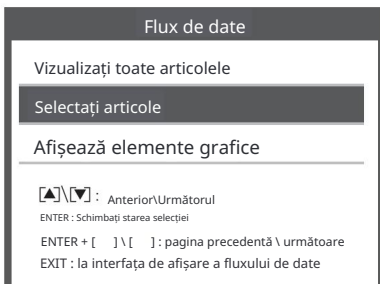 Flux de date
Vizualizați toate articolele
Selectați articole
Afișează elemente grafice
[▲]\[▼] : Anterior\Următorul
ENTER : Schimbați starea selecției
ENTER + [ ] \ [ ] : pagina precedentă \ următoare
EXIT : la interfața de afișare a fluxului de date